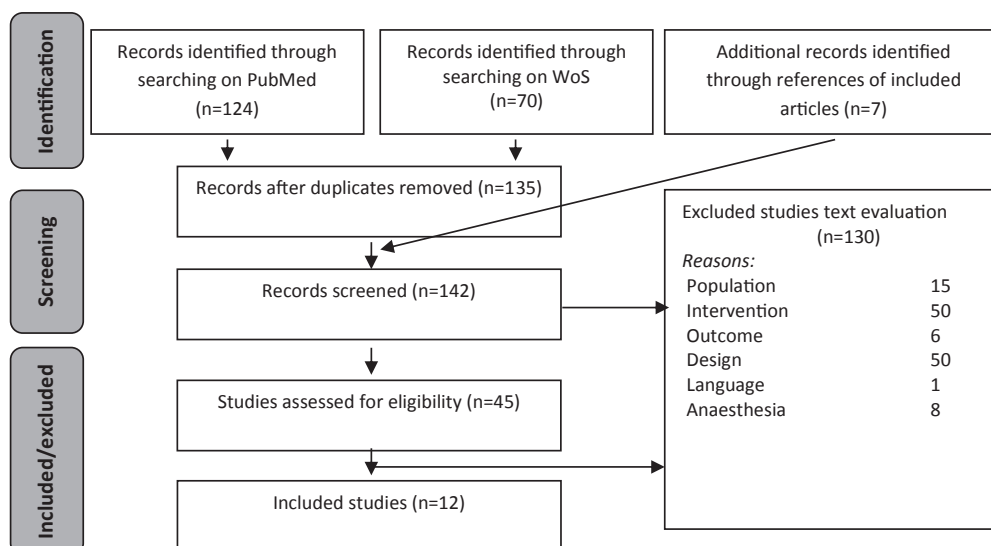 Identification
Records identified through
searching on PubMed
(n=124)
Records identified through
searching on WoS
(n=70)
Additional records identified
through references of included
articles (n=7)
Records after duplicates removed (n=135)
Screening
Records screened (n=142)
Excluded studies text evaluation
(n=130)
Reasons:
Population 15
Intervention 50
Outcome 6
Design 50
Language 1
Anaesthesia 8
Included/excluded
Studies assessed for eligibility (n=45)
Included studies (n=12)